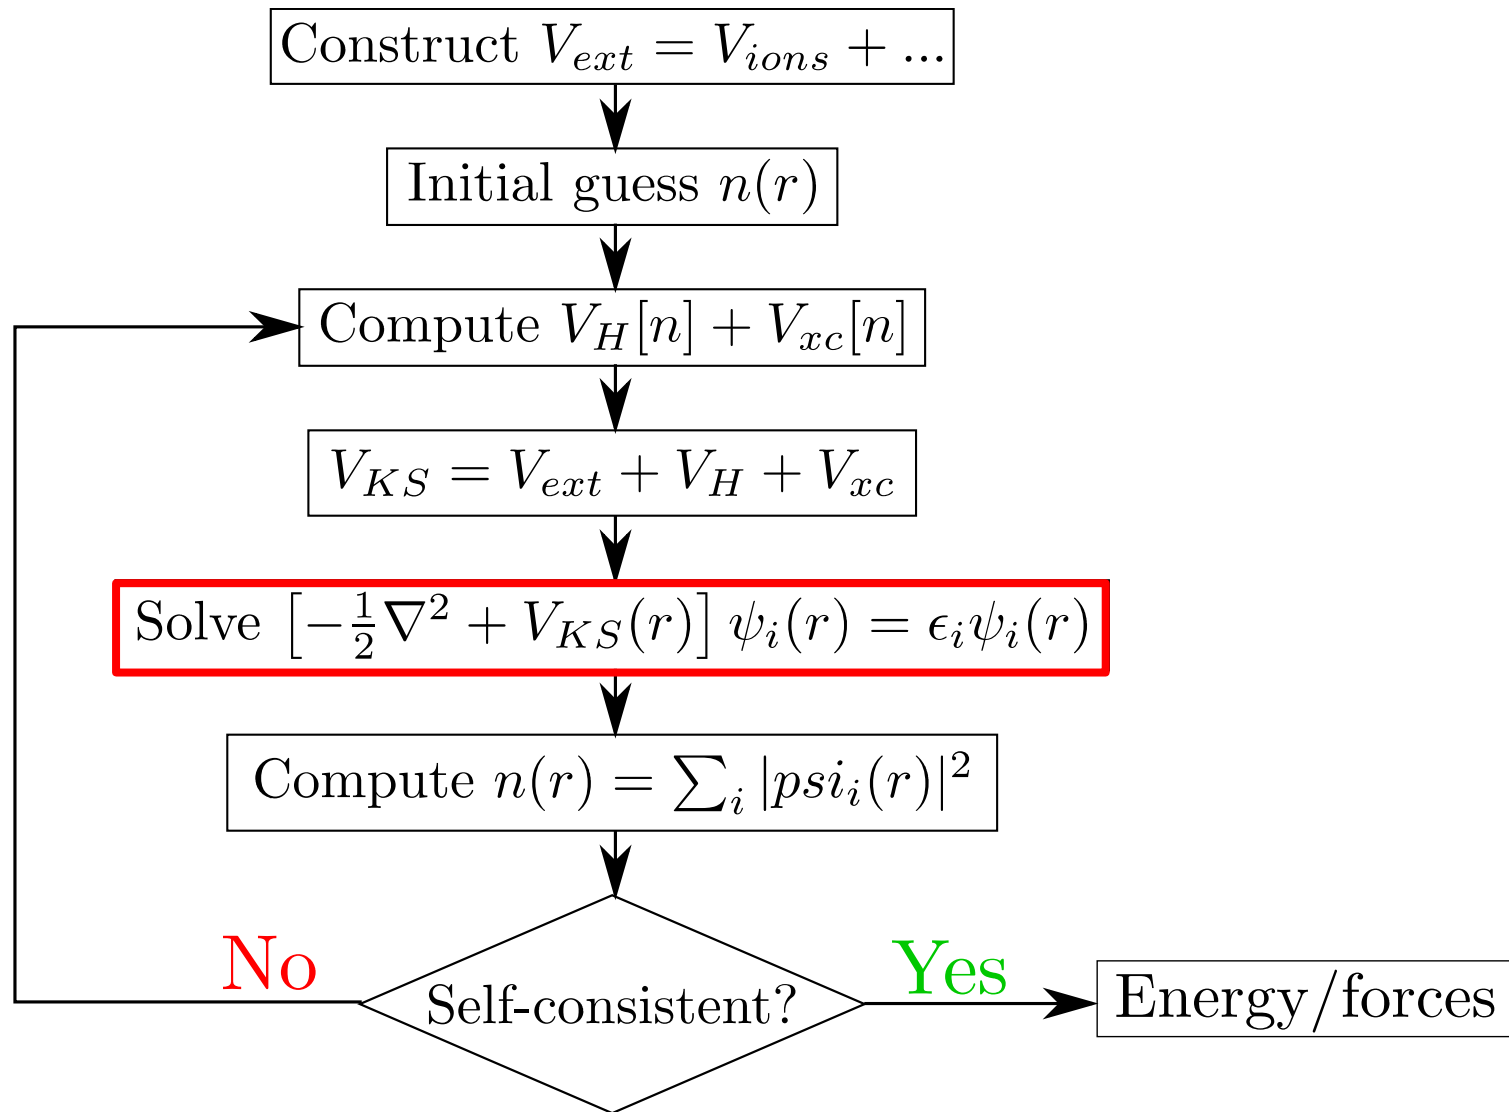 Construct $V_{ext} = V_{ions} + ...$
Initial guess $n(r)$
Compute $V_H[n] + V_{xc}[n]$
$V_{KS} = V_{ext} + V_H + V_{xc}$
Solve $\left[-\frac{1}{2}\nabla^2 + V_{KS}(r)\right] \psi_i(r) = \epsilon_i \psi_i(r)$
Compute $n(r) = \sum_i |psi_i(r)|^2$
No
Yes
Self-consistent?
Energy/forces